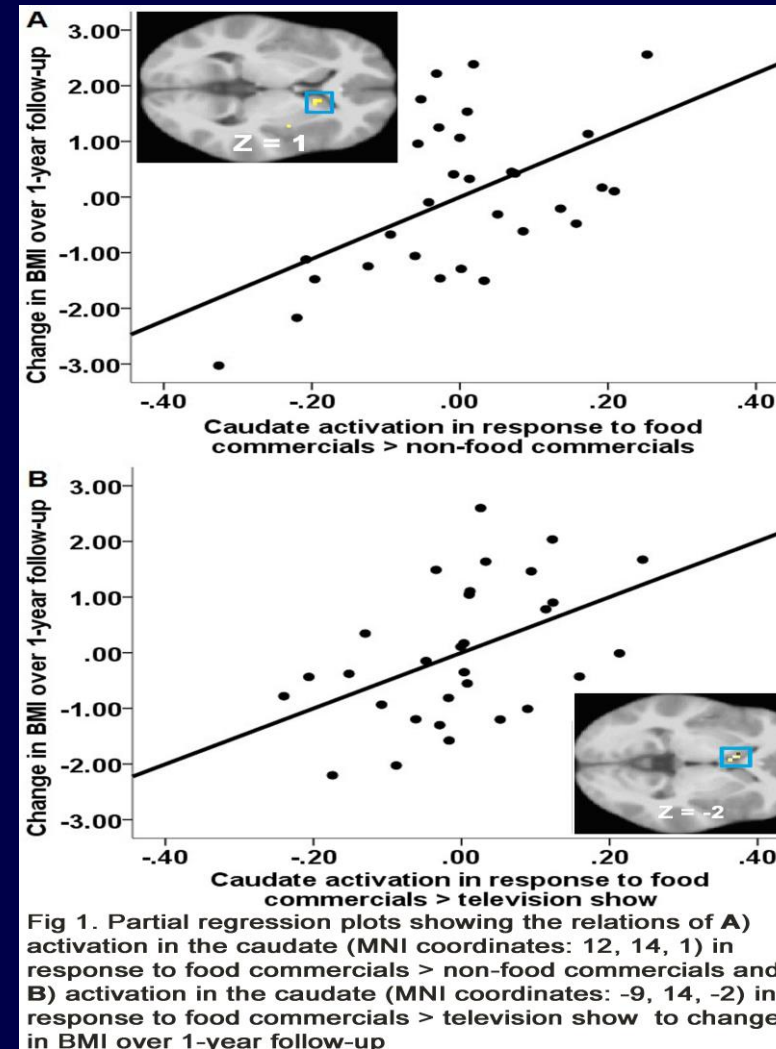 A
Change in BMI over 1-year follow-up
3.00
2.00
1.00
.00
-1.00
-2.00
-3.00
Z = 1
-.40 -.20 .00 .20 .40
Caudate activation in response to food
commercials > non-food commercials
B
Change in BMI over 1-year follow-up
3.00
2.00
1.00
.00
-1.00
-2.00
-3.00
Z = -2
-.40 -.20 .00 .20 .40
Caudate activation in response to food
commercials > television show
Fig 1. Partial regression plots showing the relations of A)
activation in the caudate (MNI coordinates: 12, 14, 1) in
response to food commercials > non-food commercials and
B) activation in the caudate (MNI coordinates: -9, 14, -2) in
response to food commercials > television show to change
in BMI over 1-year follow-up